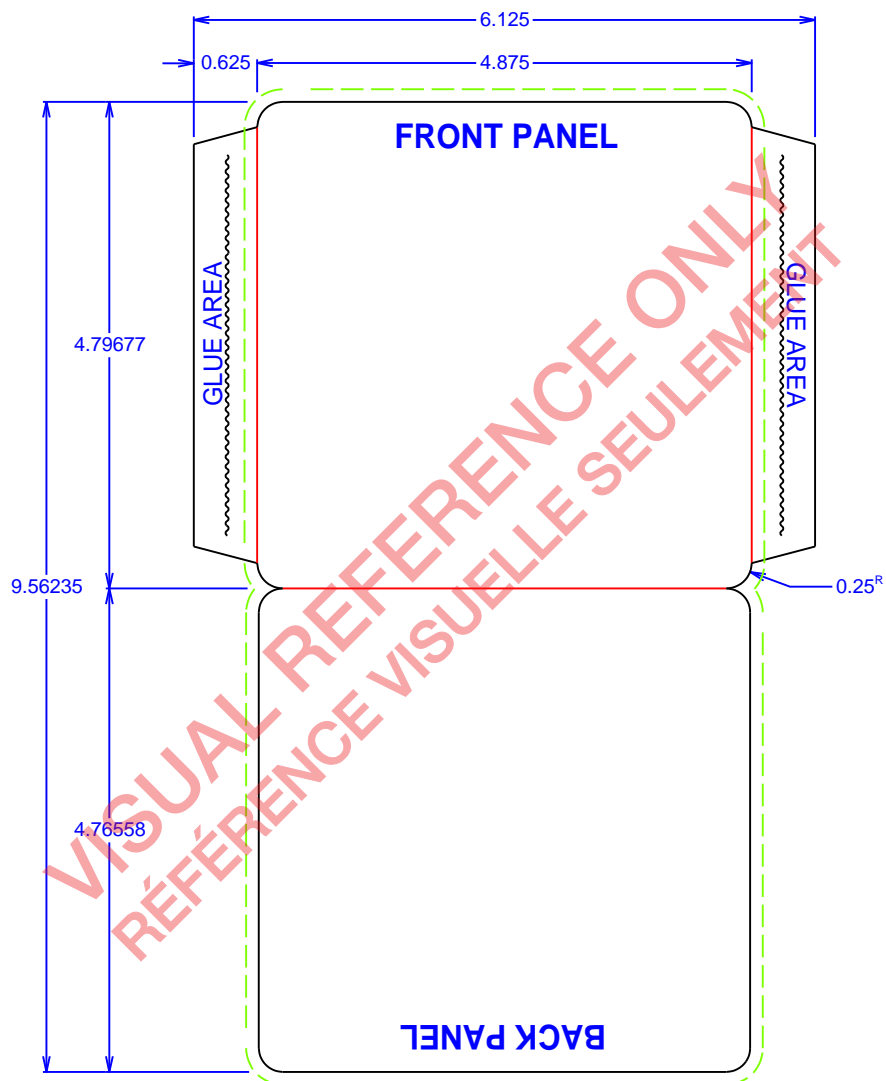 6.125
0.625
4.875
FRONT PANEL
GLUE AREA
GLUE AREA
4.79677
9.56235
0.25R
4.76558
VISUAL REFERENCE ONLY
RÉFÉRENCE VISUELLE SEULEMENT
BACK PANEL